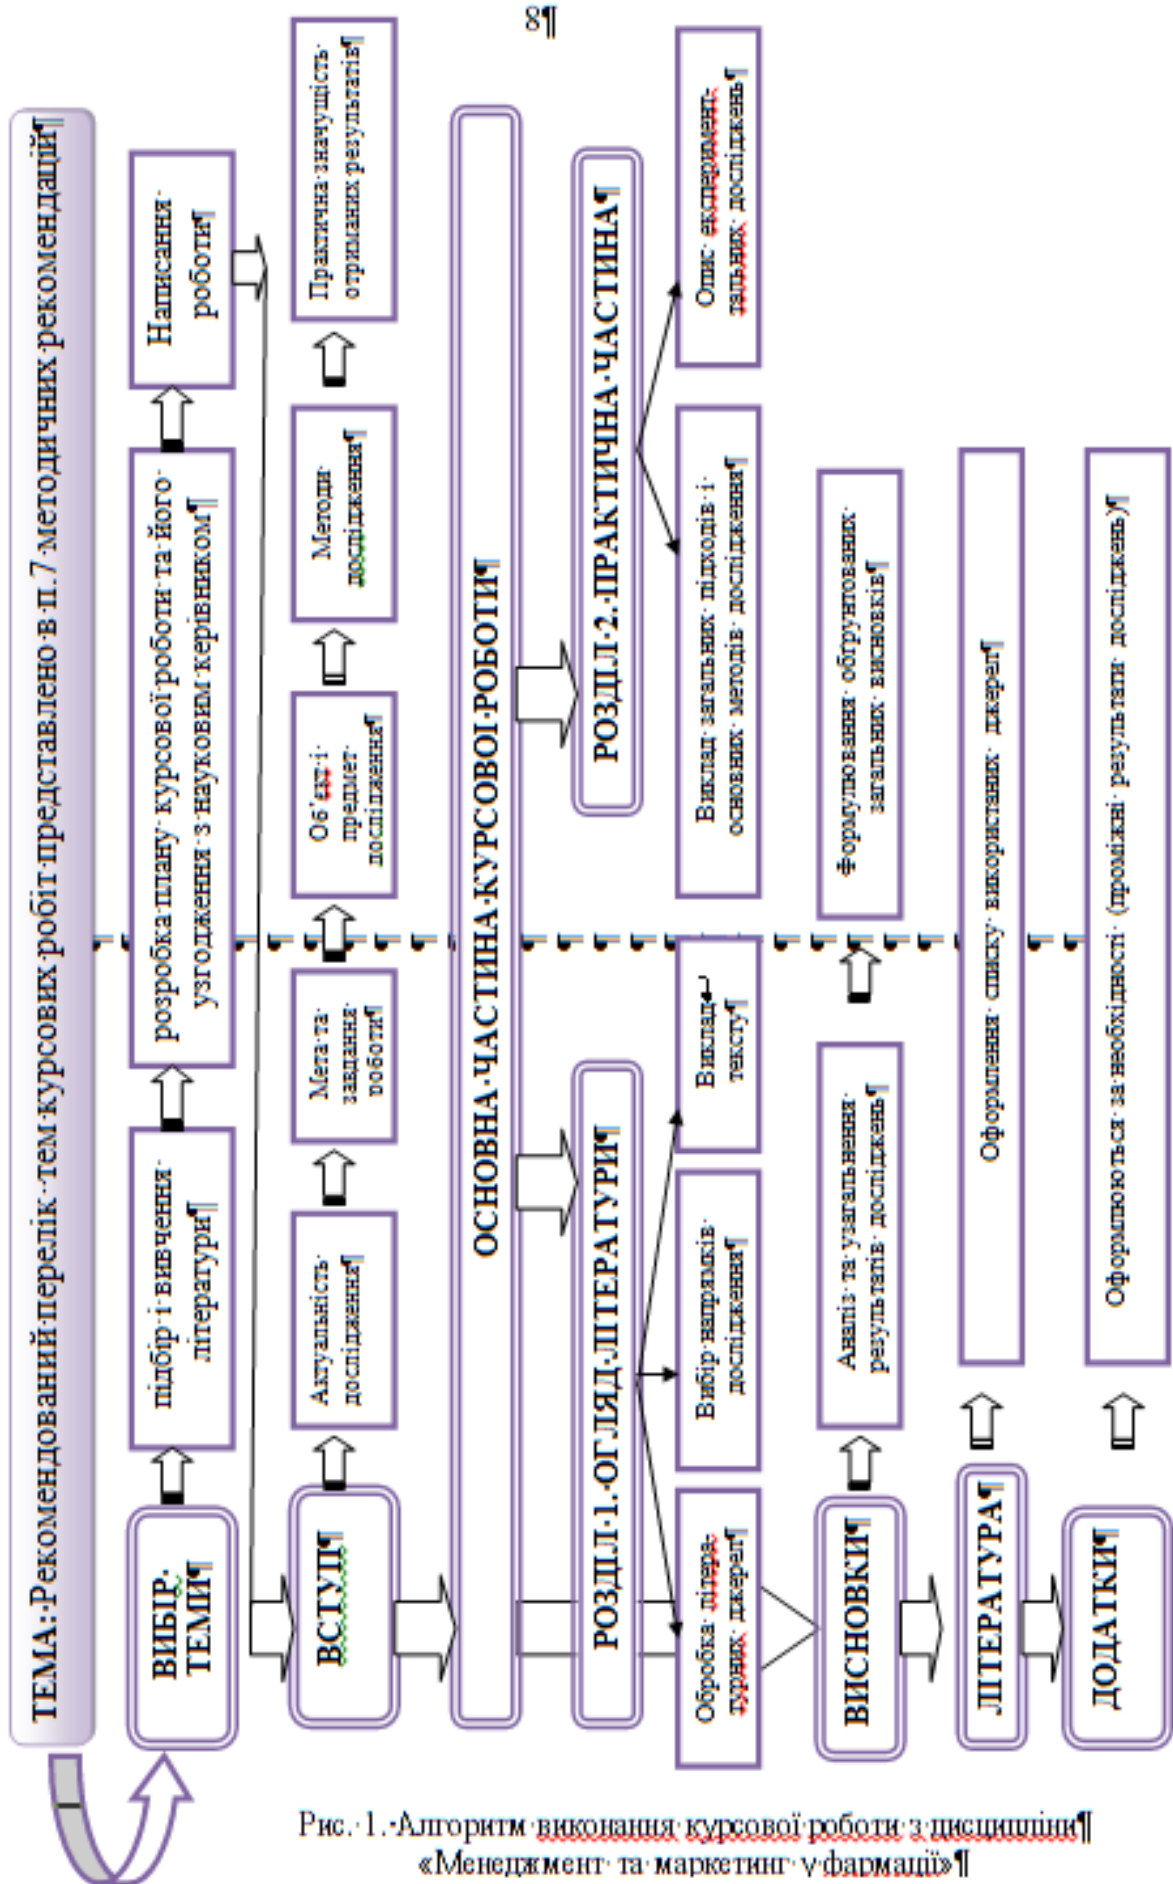 8
ТЕМА: Рекомендований перелік тем курсових робіт представлено в п.7 методичних рекомендацій
ВИБІР
ТЕМИ
підбір і вивчення
літератури
розробка плану курсової роботи та його
узгодження з науковим керівником
Написання
роботи
ВСТУП
Актуальність
дослідження
Мета та
завдання
роботи
Об'єкт і
предмет
дослідження
Методи
дослідження
Практична значущість
отриманих результатів
ОСНОВНА ЧАСТИНА КУРСОВОЇ РОБОТИ
РОЗДІЛ 1. ОГЛЯД ЛІТЕРАТУРИ
РОЗДІЛ 2. ПРАКТИЧНА ЧАСТИНА
Обробка літера-
турних джерел
Вибір напрямків
дослідження
Виклад
тексту
Виклад загальних підходів і
основних методів дослідження
Опис експеримент-
тальних досліджень
ВИСНОВКИ
Аналіз та узагальнення
результатів досліджень
Формулювання обґрунтованих
загальних висновків
ЛІТЕРАТУРА
Оформлення списку використаних джерел
ДОДАТКИ
Оформлюються за необхідності (проміжні результати досліджень)
Рис. 1. Алгоритм виконання курсової роботи з дисципліни
«Менеджмент та маркетинг у фармації»